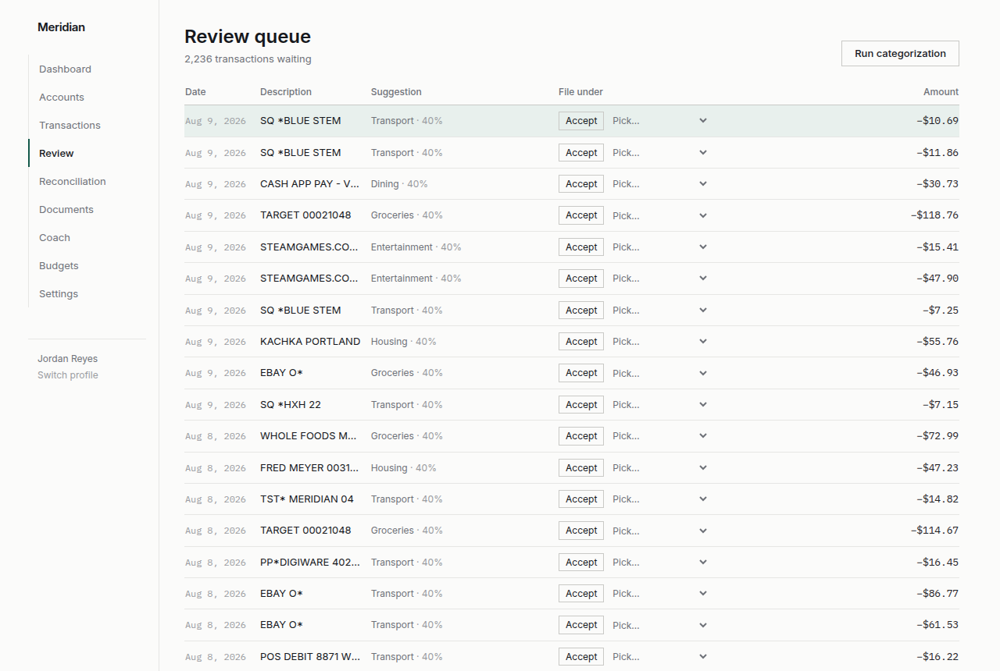 Meridian
Dashboard
Accounts
Transactions
Review
Reconciliation
Documents
Coach
Budgets
Settings
Jordan Reyes
Switch profile
Review queue
2,236 transactions waiting
Run categorization
Date Description Suggestion File under Amount
Aug 9, 2026 SQ *BLUE STEM Transport · 40% Accept Pick... −$10.69
Aug 9, 2026 SQ *BLUE STEM Transport · 40% Accept Pick... −$11.86
Aug 9, 2026 CASH APP PAY - V... Dining · 40% Accept Pick... −$30.73
Aug 9, 2026 TARGET 00021048 Groceries · 40% Accept Pick... −$118.76
Aug 9, 2026 STEAMGAMES.CO... Entertainment · 40% Accept Pick... −$15.41
Aug 9, 2026 STEAMGAMES.CO... Entertainment · 40% Accept Pick... −$47.90
Aug 9, 2026 SQ *BLUE STEM Transport · 40% Accept Pick... −$7.25
Aug 9, 2026 KACHKA PORTLAND Housing · 40% Accept Pick... −$55.76
Aug 9, 2026 EBAY O* Groceries · 40% Accept Pick... −$46.93
Aug 9, 2026 SQ *HXH 22 Transport · 40% Accept Pick... −$7.15
Aug 8, 2026 WHOLE FOODS M... Groceries · 40% Accept Pick... −$72.99
Aug 8, 2026 FRED MEYER 0031... Housing · 40% Accept Pick... −$47.23
Aug 8, 2026 TST* MERIDIAN 04 Transport · 40% Accept Pick... −$14.82
Aug 8, 2026 TARGET 00021048 Groceries · 40% Accept Pick... −$114.67
Aug 8, 2026 PP*DIGIWARE 402... Transport · 40% Accept Pick... −$16.45
Aug 8, 2026 EBAY O* Transport · 40% Accept Pick... −$86.77
Aug 8, 2026 EBAY O* Transport · 40% Accept Pick... −$61.53
Aug 8, 2026 POS DEBIT 8871 W... Transport · 40% Accept Pick... −$16.22